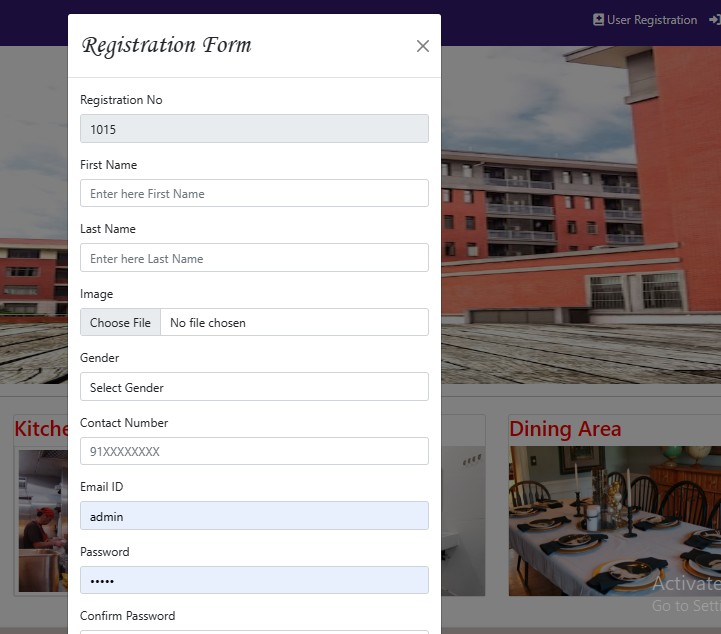 User Registration
Registration Form
Registration No
1015
First Name
Enter here First Name
Last Name
Enter here Last Name
Image
Choose File No file chosen
Gender
Select Gender
Contact Number
91XXXXXXXX
Email ID
admin
Password
•••••
Confirm Password
Kitche
Dining Area
Activate
Go to Sett